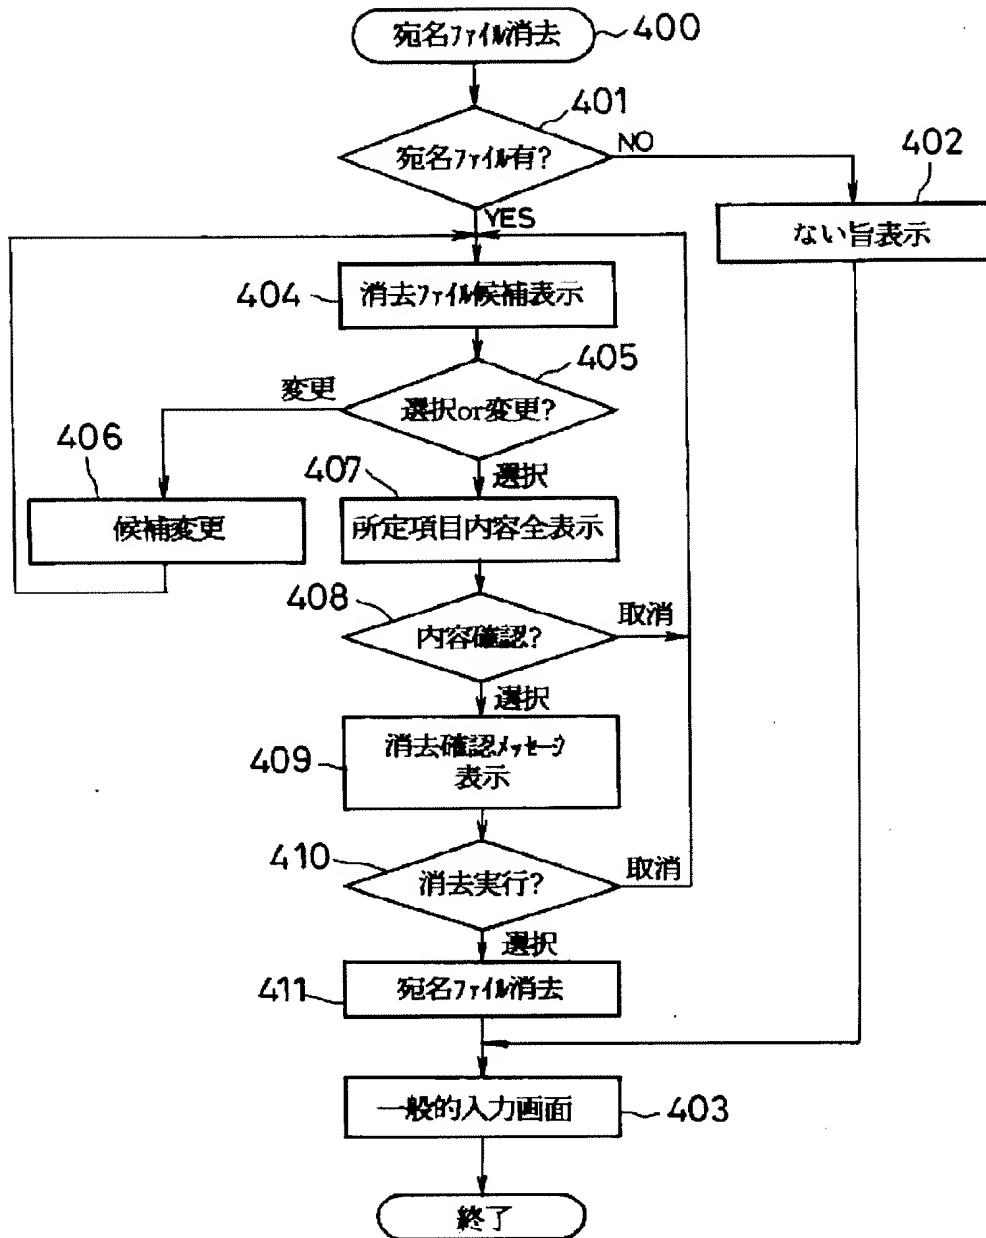 宛名ファイル消去
400
401
宛名ファイル有?
NO
402
YES
ない旨表示
404
消去ファイル候補表示
405
変更
選択or変更?
406
407
選択
候補変更
所定項目内容全表示
408
取消
内容確認?
選択
409
消去確認メッセージ
表示
410
取消
消去実行?
選択
411
宛名ファイル消去
一般的入力画面
403
終了